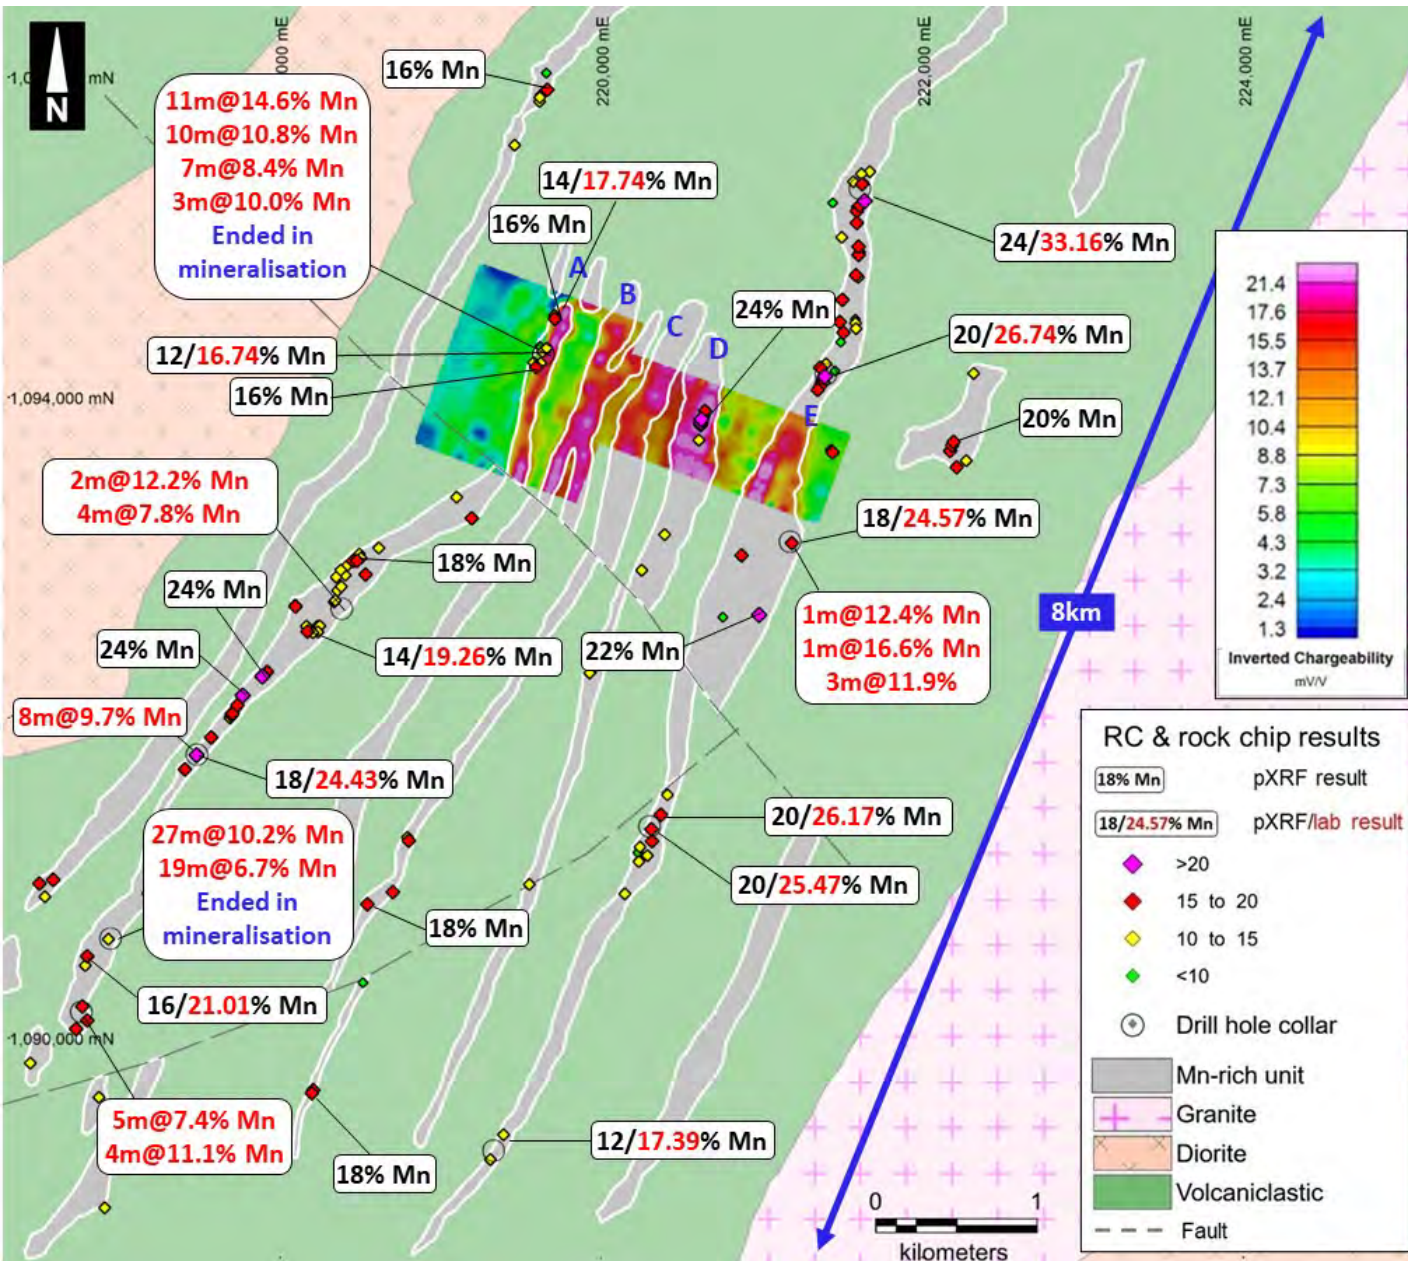 N
1,0
mN
000 mE
220,000 mE
222,000 mE
224,000 mE
16% Mn
11m@14.6% Mn
10m@10.8% Mn
7m@8.4% Mn
3m@10.0% Mn
Ended in
mineralisation
14/17.74% Mn
16% Mn
24/33.16% Mn
A
B
C
D
E
24% Mn
20/26.74% Mn
12/16.74% Mn
16% Mn
1,094,000 mN
20% Mn
2m@12.2% Mn
4m@7.8% Mn
18/24.57% Mn
18% Mn
24% Mn
24% Mn
14/19.26% Mn
22% Mn
1m@12.4% Mn
1m@16.6% Mn
3m@11.9%
8km
8m@9.7% Mn
18/24.43% Mn
27m@10.2% Mn
19m@6.7% Mn
Ended in
mineralisation
20/26.17% Mn
20/25.47% Mn
18% Mn
16/21.01% Mn
1,090,000 mN
5m@7.4% Mn
4m@11.1% Mn
18% Mn
12/17.39% Mn
0 1
kilometers
21.4
17.6
15.5
13.7
12.1
10.4
8.8
7.3
5.8
4.3
3.2
2.4
1.3
Inverted Chargeability
mV/V
RC & rock chip results
18% Mn pXRF result
18/24.57% Mn pXRF/lab result
>20
15 to 20
10 to 15
<10
Drill hole collar
Mn-rich unit
Granite
Diorite
Volcaniclastic
Fault